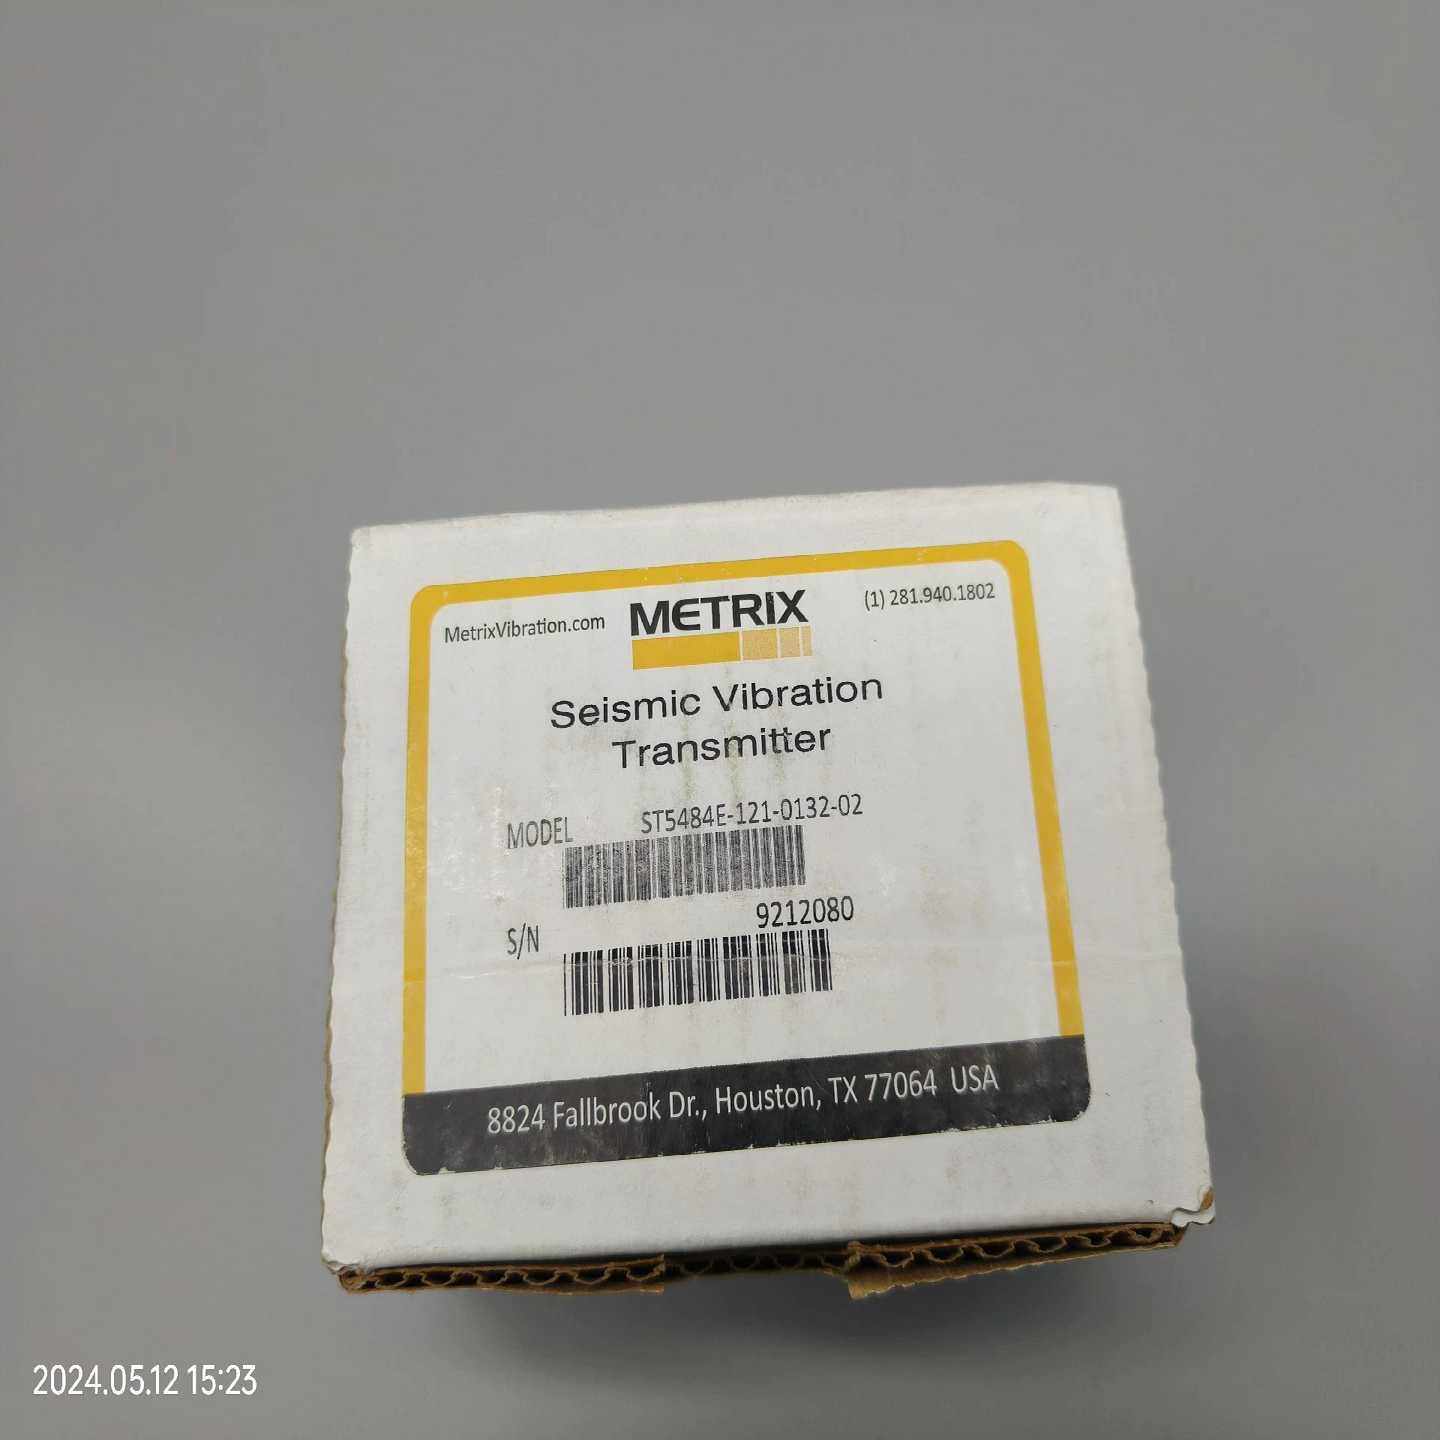 MetrixVibration.com METRIX (1) 281.940.1802
Seismic Vibration
Transmitter
MODEL ST5484E-121-0132-02
S/N 9212080
8824 Fallbrook Dr., Houston, TX 77064 USA
2024.05.12 15:23